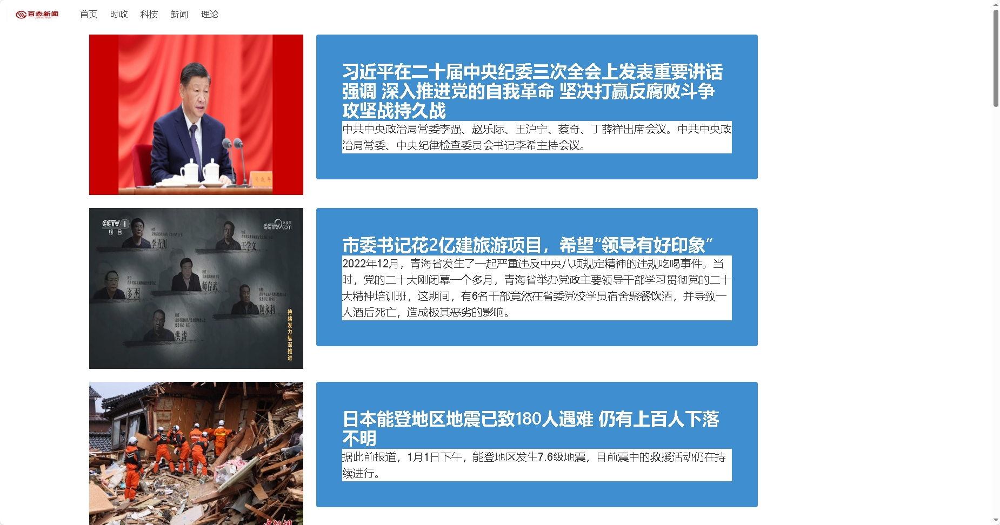 百态新闻
首页 时政 科技 新闻 理论
习近平在二十届中央纪委三次全会上发表重要讲话
强调 深入推进党的自我革命 坚决打赢反腐败斗争
攻坚战持久战
中共中央政治局常委李强、赵乐际、王沪宁、蔡奇、丁薛祥出席会议。中共中央政
治局常委、中央纪律检查委员会书记李希主持会议。
CCTV 1
综合
央视网
CCTV com
李青川
王学文
师存武
多杰
陶永利
洪涛
持续发力纵深推进
市委书记花2亿建旅游项目，希望“领导有好印象”
2022年12月，青海省发生了一起严重违反中央八项规定精神的违规吃喝事件。当
时，党的二十大刚闭幕一个多月，青海省举办党政主要领导干部学习贯彻党的二十
大精神培训班，这期间，有6名干部竟然在省委党校学员宿舍聚餐饮酒，并导致一
人酒后死亡，造成极其恶劣的影响。
日本能登地区地震已致180人遇难 仍有上百人下落
不明
据此前报道，1月1日下午，能登地区发生7.6级地震，目前震中的救援活动仍在持
续进行。